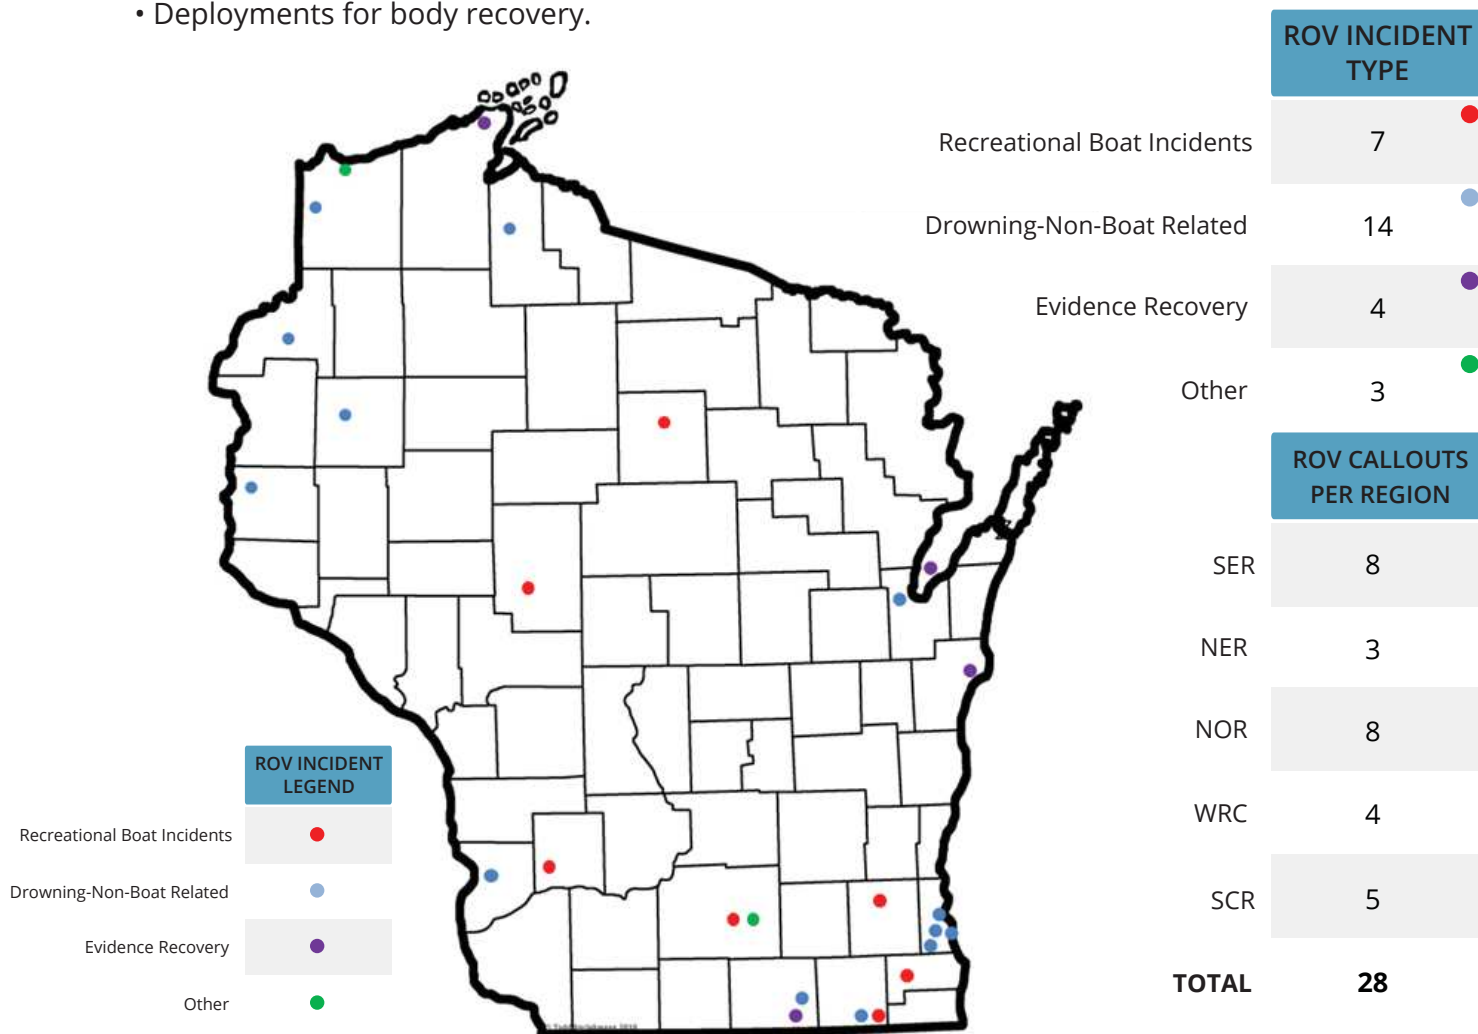 • Deployments for body recovery.
ROV INCIDENT
TYPE
Recreational Boat Incidents 7
Drowning-Non-Boat Related 14
Evidence Recovery 4
Other 3
ROV CALLOUTS
PER REGION
SER 8
NER 3
NOR 8
WRC 4
SCR 5
TOTAL 28
ROV INCIDENT
LEGEND
Recreational Boat Incidents
Drowning-Non-Boat Related
Evidence Recovery
Other